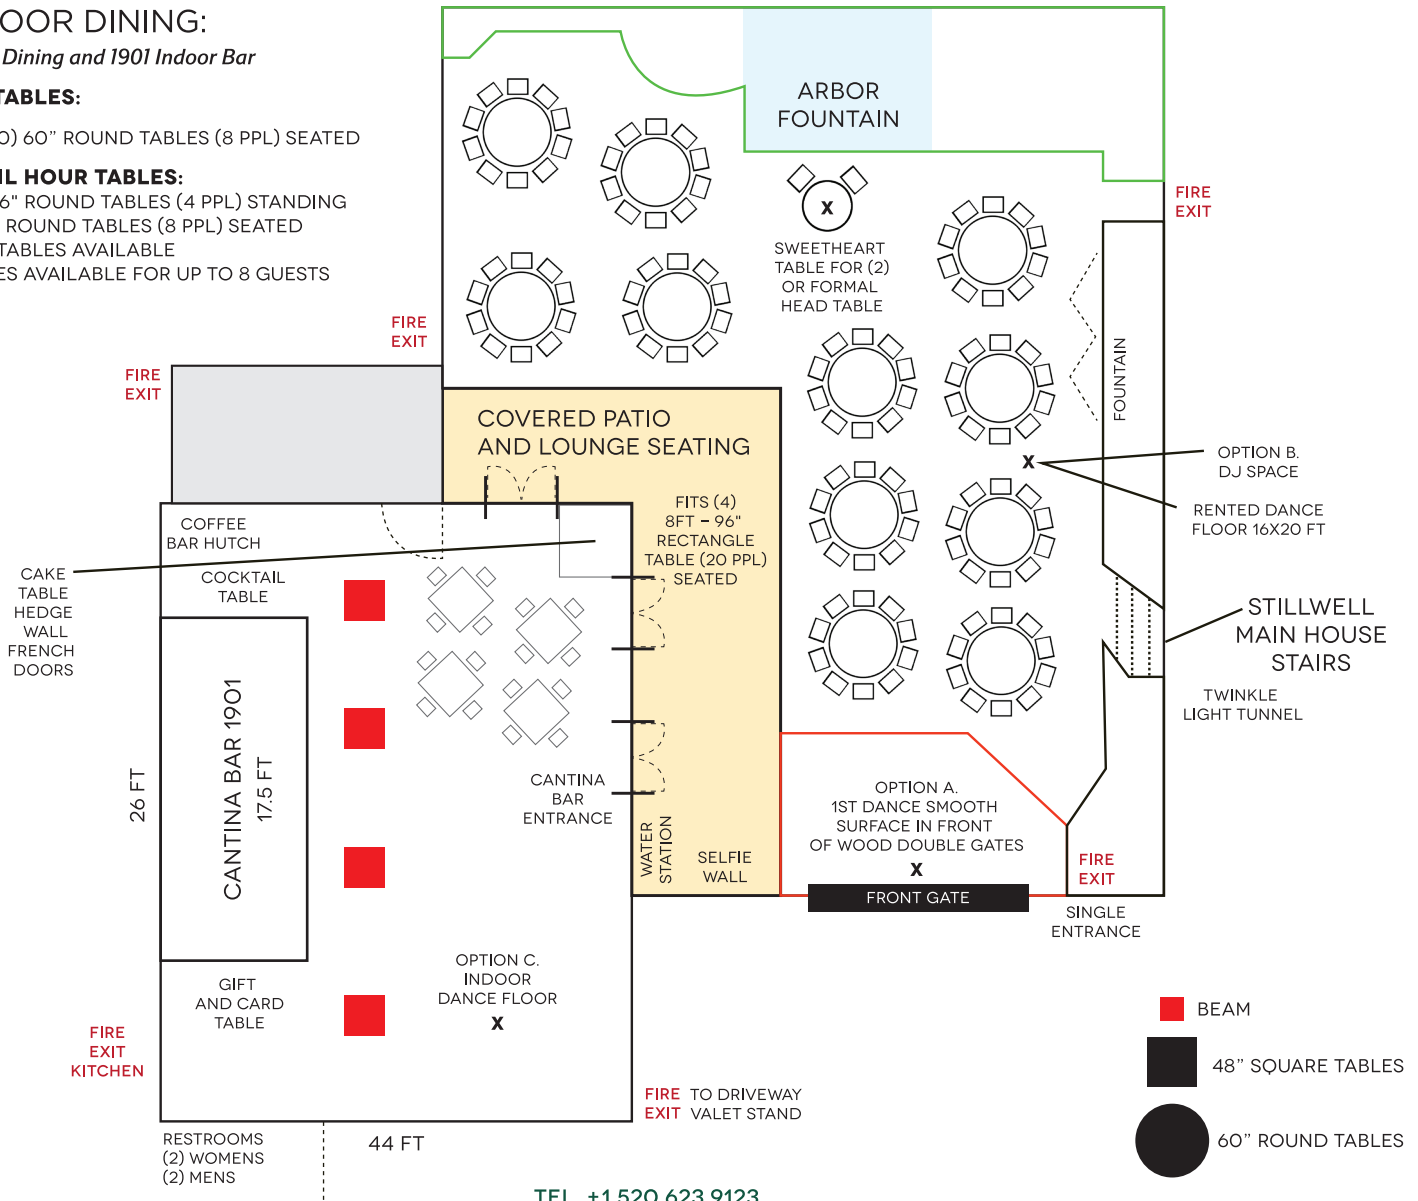 OOR DINING:
Dining and 1901 Indoor Bar
TABLES:
0) 60” ROUND TABLES (8 PPL) SEATED
IL HOUR TABLES:
6" ROUND TABLES (4 PPL) STANDING
ROUND TABLES (8 PPL) SEATED
TABLES AVAILABLE
ES AVAILABLE FOR UP TO 8 GUESTS
ARBOR
FOUNTAIN
FIRE
EXIT
X
SWEETHEART
TABLE FOR (2)
OR FORMAL
HEAD TABLE
FIRE
EXIT
FIRE
EXIT
FOUNTAIN
COVERED PATIO
AND LOUNGE SEATING
FITS (4)
8FT – 96"
RECTANGLE
TABLE (20 PPL)
SEATED
X
OPTION B.
DJ SPACE
RENTED DANCE
FLOOR 16X20 FT
COFFEE
BAR HUTCH
COCKTAIL
TABLE
CAKE
TABLE
HEDGE
WALL
FRENCH
DOORS
STILLWELL
MAIN HOUSE
STAIRS
TWINKLE
LIGHT TUNNEL
26 FT
CANTINA BAR 1901
17.5 FT
CANTINA
BAR
ENTRANCE
WATER
STATION
SELFIE
WALL
OPTION A.
1ST DANCE SMOOTH
SURFACE IN FRONT
OF WOOD DOUBLE GATES
X
FRONT GATE
FIRE
EXIT
SINGLE
ENTRANCE
OPTION C.
INDOOR
DANCE FLOOR
X
GIFT
AND CARD
TABLE
FIRE
EXIT
KITCHEN
FIRE
EXIT
TO DRIVEWAY
VALET STAND
RESTROOMS
(2) WOMENS
(2) MENS
44 FT
BEAM
48” SQUARE TABLES
60” ROUND TABLES
TEL +1 520 623 9123